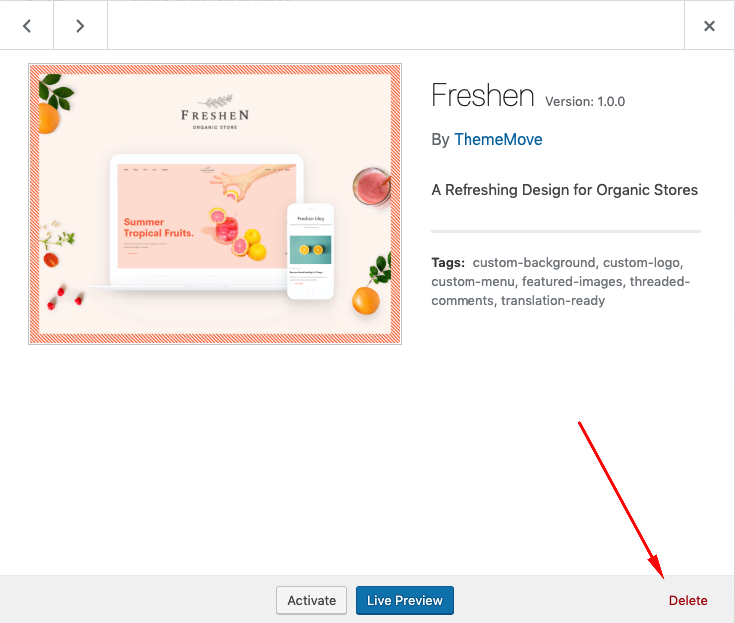 Freshen Version: 1.0.0
By ThemeMove
A Refreshing Design for Organic Stores
Tags: custom-background, custom-logo,
custom-menu, featured-images, threaded-
comments, translation-ready
FRESHEN
ORGANIC STORE
Summer
Tropical Fruits.
Freshen blog
Activate
Live Preview
Delete